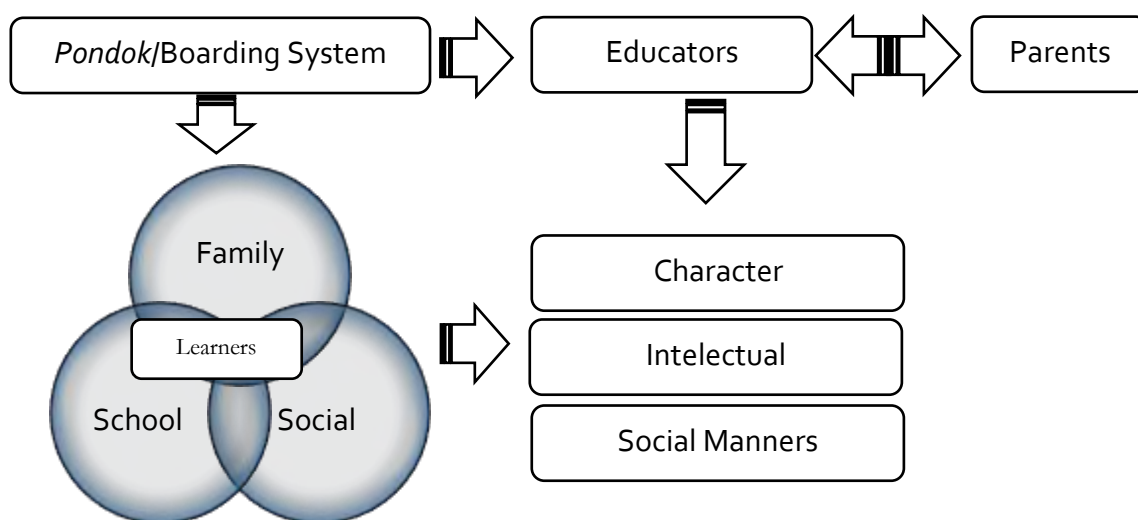 Pondok/Boarding System
Educators
Parents
Family
Learners
School
Social
Character
Intelectual
Social Manners